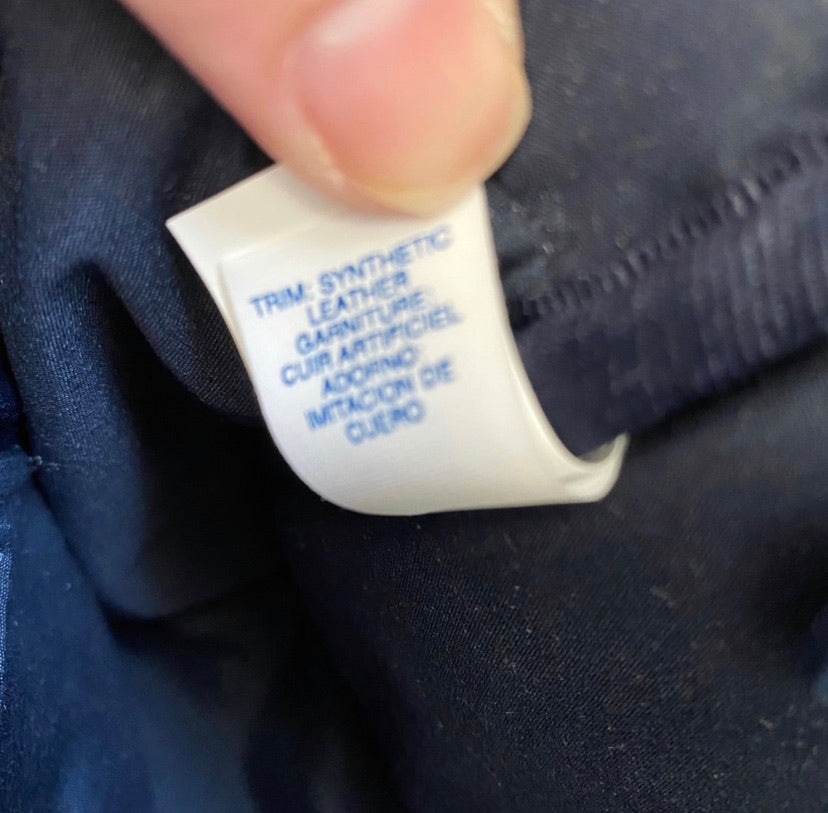 TRIM: SYNTHETIC
LEATHER
GARNITURE:
CUIR ARTIFICIEL
ADORNO:
IMITACION DE
CUERO